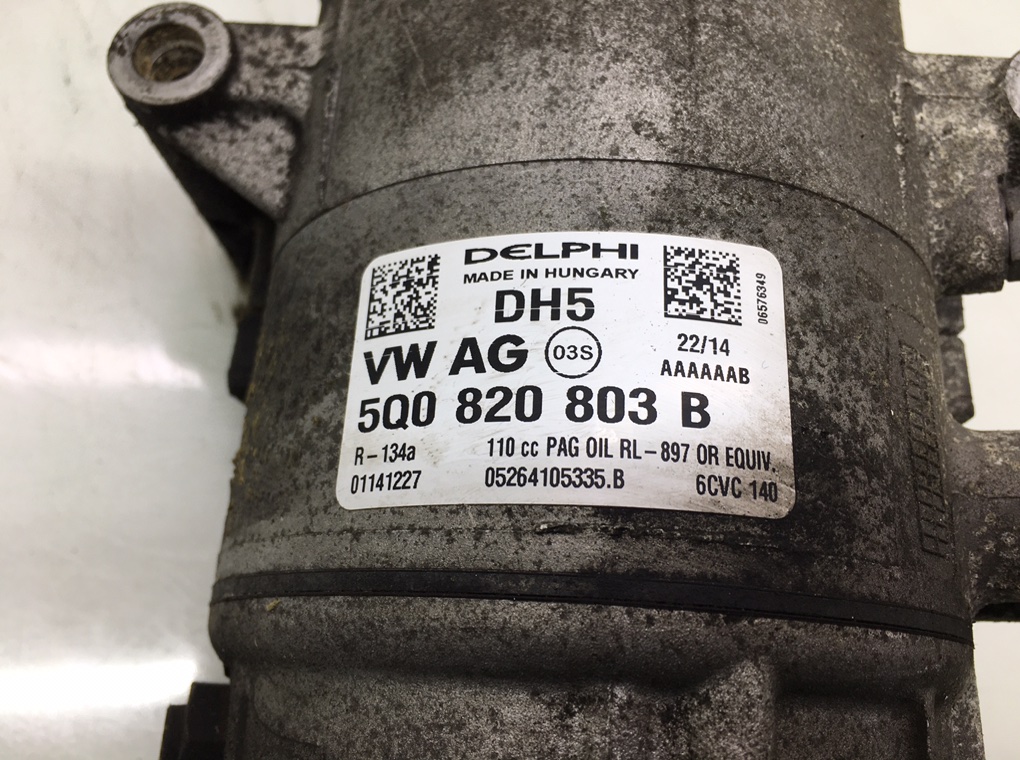 DELPHI
MADE IN HUNGARY
DH5
06576349
VW AG 03S 22/14
AAAAAAB
5Q0 820 803 B
R-134a 110 cc PAG OIL RL-897 OR EQUIV.
01141227 05264105335.B 6CVC 140